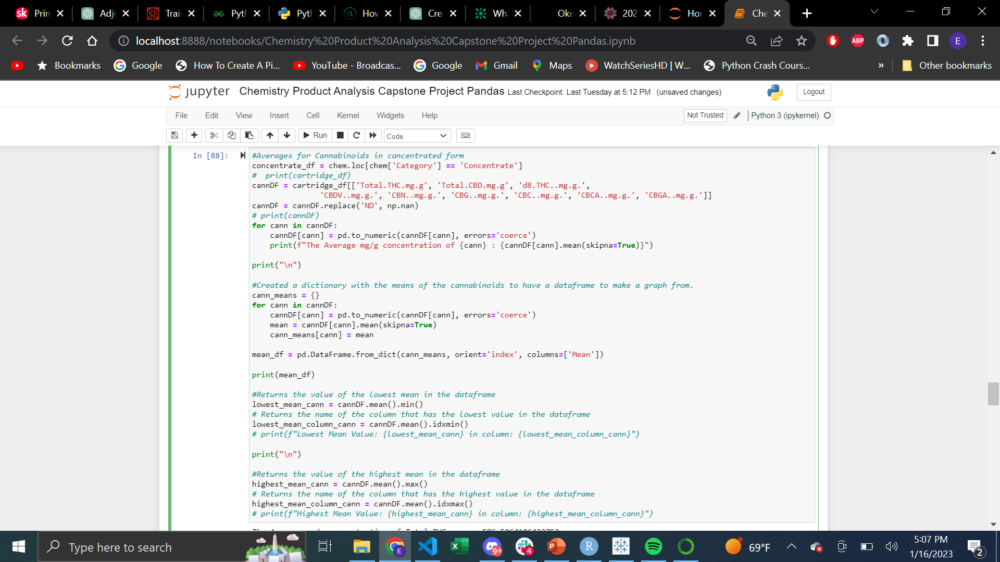 Prin
Adj
Trai
Pyth
Pyth
BL
How
Cre
Wh
Oke
202
Hor
Che
localhost:8888/notebooks/Chemistry%20Product%20Analysis%20Capstone%20Project%20Pandas.ipynb
ABP
E
Bookmarks
Google
How To Create A Pi...
YouTube - Broadcas...
Google
Gmail
Maps
WatchSeriesHD | W...
Python Crash Cours...
»
Other bookmarks
jupyter
Chemistry Product Analysis Capstone Project Pandas Last Checkpoint: Last Tuesday at 5:12 PM (unsaved changes)
Logout
File Edit View Insert Cell Kernel Widgets Help
Not Trusted
Python 3 (ipykernel)
Run
Code
In [88]:
#Averages for Cannabinoids in concentrated form
concentrate_df = chem.loc[chem['Category'] == 'Concentrate']
#  print(cartridge_df)
cannDF = cartridge_df[['Total.THC.mg.g', 'Total.CBD.mg.g', 'd8.THC..mg.g.',
'CBDV..mg.g.', 'CBN..mg.g.', 'CBG..mg.g.', 'CBC..mg.g.', 'CBCA..mg.g.', 'CBGA..mg.g.']]
cannDF = cannDF.replace('ND', np.nan)
# print(cannDF)
for cann in cannDF:
    cannDF[cann] = pd.to_numeric(cannDF[cann], errors='coerce')
    print(f"The Average mg/g concentration of {cann} : {cannDF[cann].mean(skipna=True)}")
print("\n")
#Created a dictionary with the means of the cannabinoids to have a dataframe to make a graph from.
cann_means = {}
for cann in cannDF:
    cannDF[cann] = pd.to_numeric(cannDF[cann], errors='coerce')
    mean = cannDF[cann].mean(skipna=True)
    cann_means[cann] = mean
mean_df = pd.DataFrame.from_dict(cann_means, orient='index', columns=['Mean'])
print(mean_df)
#Returns the value of the lowest mean in the dataframe
lowest_mean_cann = cannDF.mean().min()
# Returns the name of the column that has the lowest value in the dataframe
lowest_mean_column_cann = cannDF.mean().idxmin()
# print(f"Lowest Mean Value: {lowest_mean_cann} in column: {lowest_mean_column_cann}")
print("\n")
#Returns the value of the highest mean in the dataframe
highest_mean_cann = cannDF.mean().max()
# Returns the name of the column that has the highest value in the dataframe
highest_mean_column_cann = cannDF.mean().idxmax()
# print(f"Highest Mean Value: {highest_mean_cann} in column: {highest_mean_column_cann}")
Type here to search
E
9+
4
R
69°F
5:07 PM
1/16/2023
2